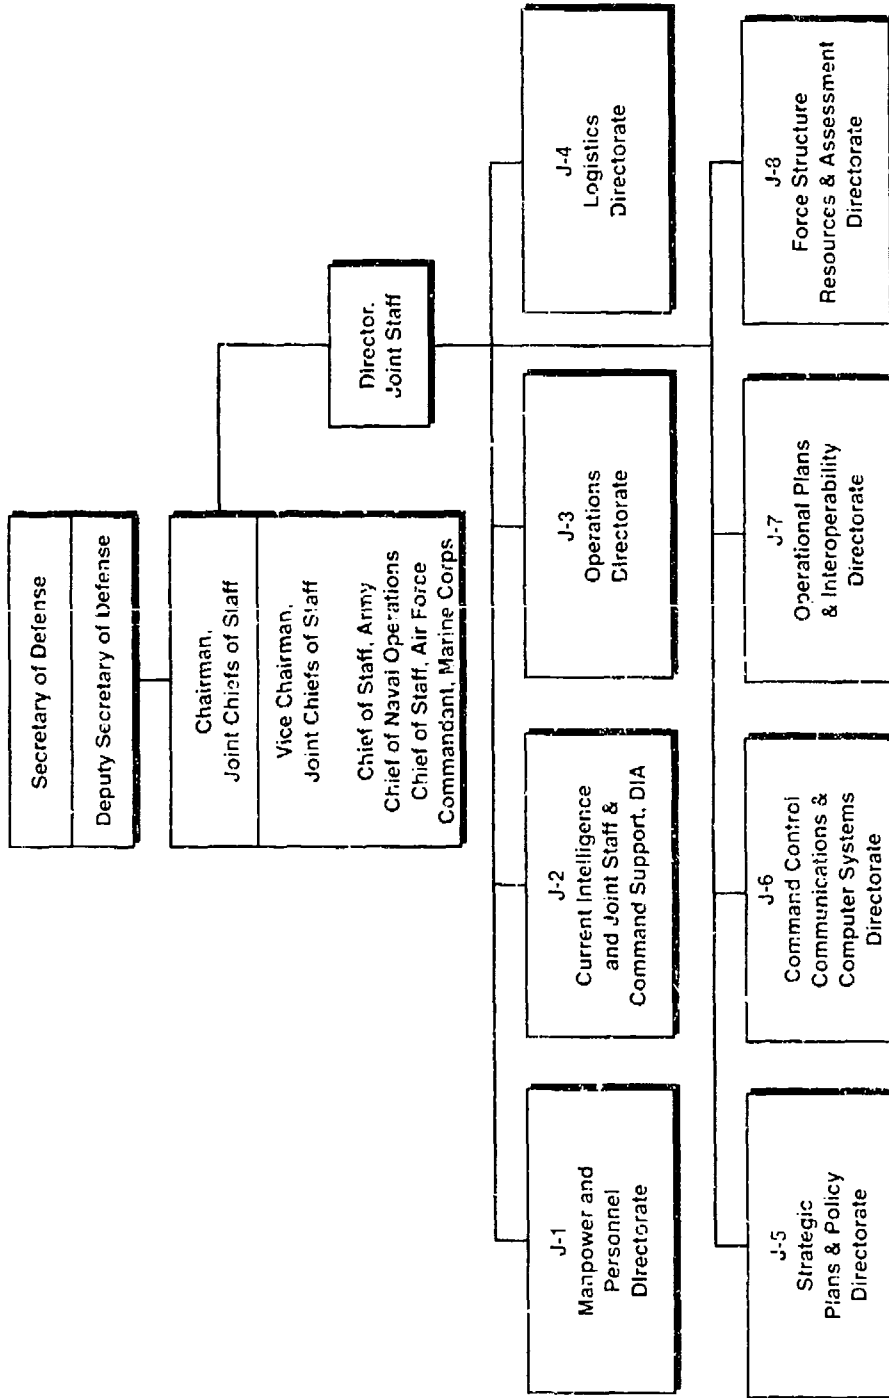 Secretary of Defense
Deputy Secretary of Defense
Chairman,
Joint Chiefs of Staff
Vice Chairman,
Joint Chiefs of Staff
Chief of Staff, Army
Chief of Naval Operations
Chief of Staff, Air Force
Commandant, Marine Corps
Director,
Joint Staff
J-1
Manpower and
Personnel
Directorate
J-2
Current Intelligence
and Joint Staff &
Command Support, DIA
J-3
Operations
Directorate
J-4
Logistics
Directorate
J-5
Strategic
Plans & Policy
Directorate
J-6
Command Control
Communications &
Computer Systems
Directorate
J-7
Operational Plans
& Interoperability
Directorate
J-8
Force Structure
Resources & Assessment
Directorate